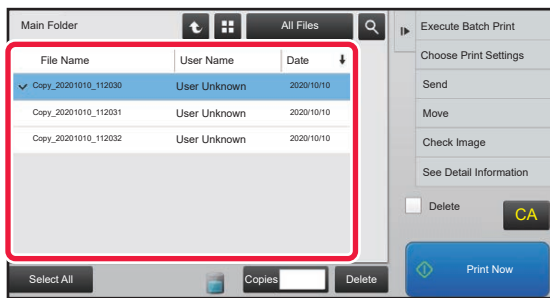 Main Folder
All Files
File Name User Name Date
Copy_20201010_112030 User Unknown 2020/10/10
Copy_20201010_112031 User Unknown 2020/10/10
Copy_20201010_112032 User Unknown 2020/10/10
Select All
Copies
Delete
Execute Batch Print
Choose Print Settings
Send
Move
Check Image
See Detail Information
Delete
CA
Print Now